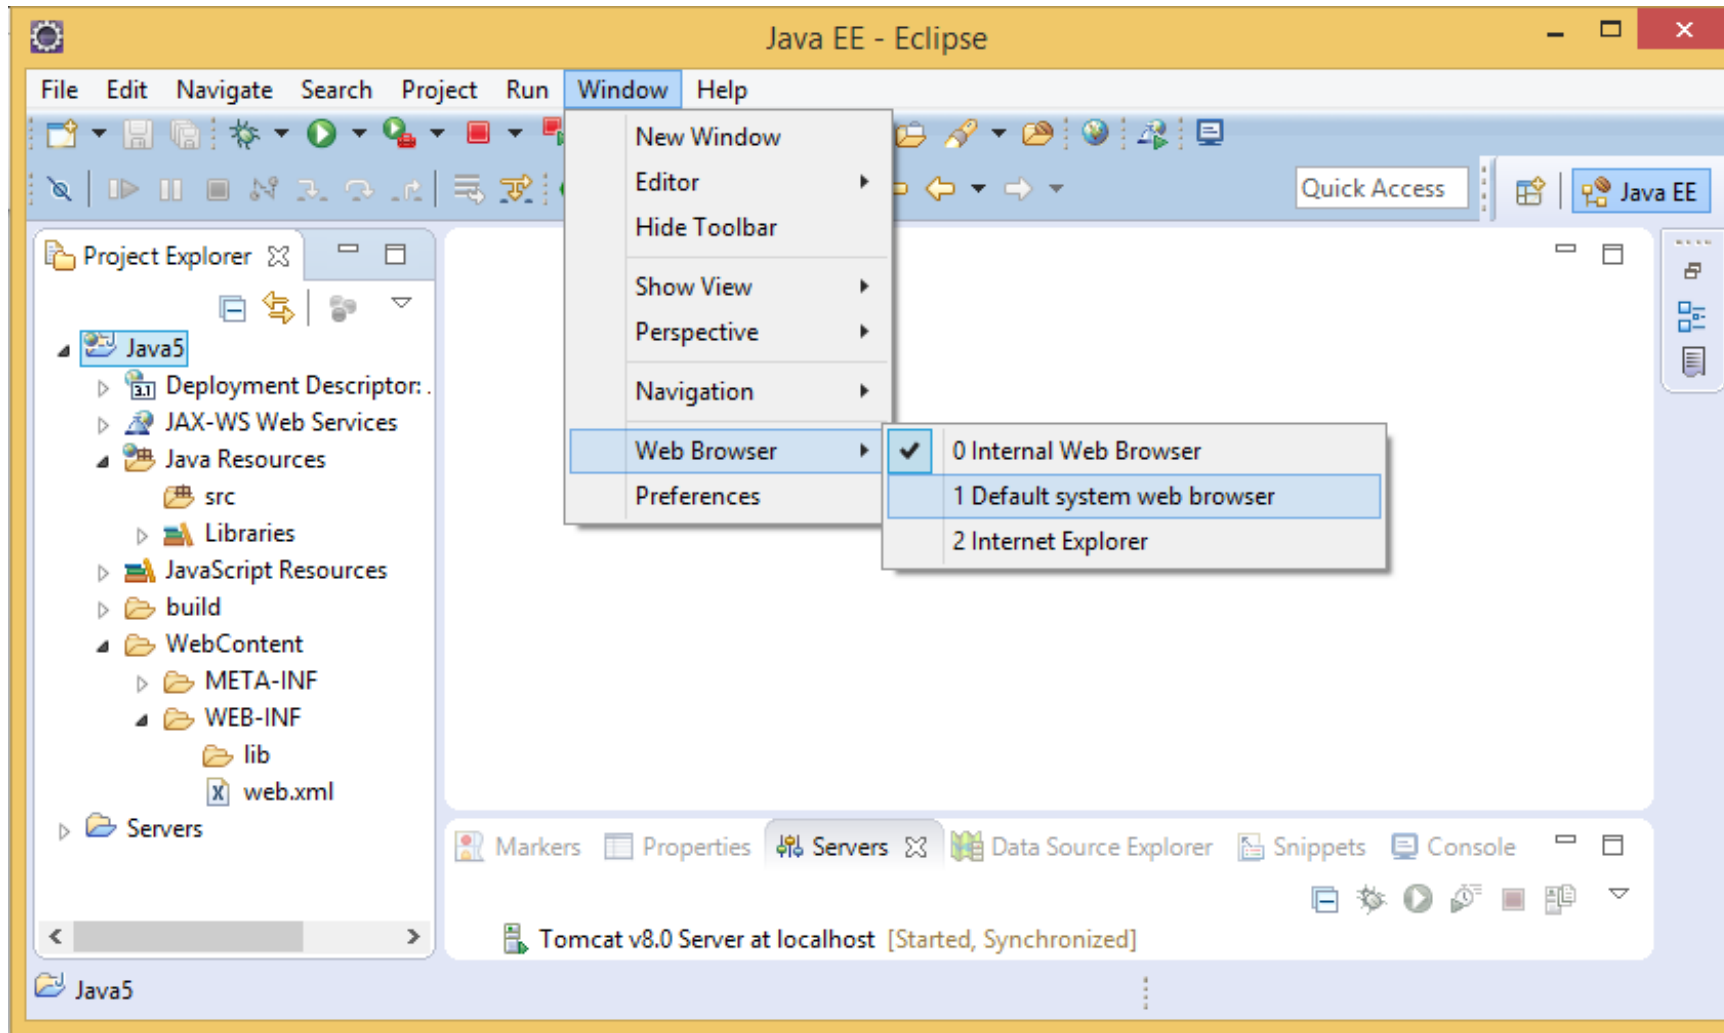 Java EE - Eclipse
File Edit Navigate Search Project Run Window Help
New Window
Editor
Hide Toolbar
Show View
Perspective
Navigation
Web Browser
Preferences
0 Internal Web Browser
1 Default system web browser
2 Internet Explorer
Quick Access
Java EE
Project Explorer
Java5
3.1 Deployment Descriptor: .
JAX-WS Web Services
Java Resources
src
Libraries
JavaScript Resources
build
WebContent
META-INF
WEB-INF
lib
X web.xml
Servers
Markers Properties Servers Data Source Explorer Snippets Console
Tomcat v8.0 Server at localhost [Started, Synchronized]
Java5